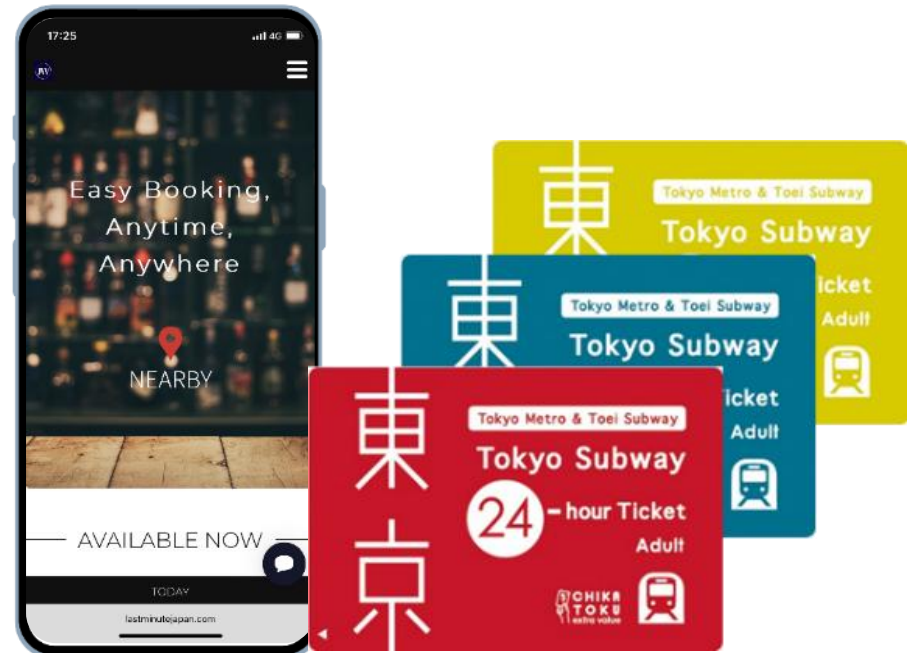 17:25
4G
Easy Booking,
Anytime,
Anywhere
NEARBY
AVAILABLE NOW
TODAY
lastminutejapan.com
東
Tokyo Metro & Toei Subway
Tokyo Subway
icket
Adult
東
Tokyo Metro & Toei Subway
Tokyo Subway
icket
Adult
東京
Tokyo Metro & Toei Subway
Tokyo Subway
24-hour Ticket
Adult
CHIKA
TOKU
extra value